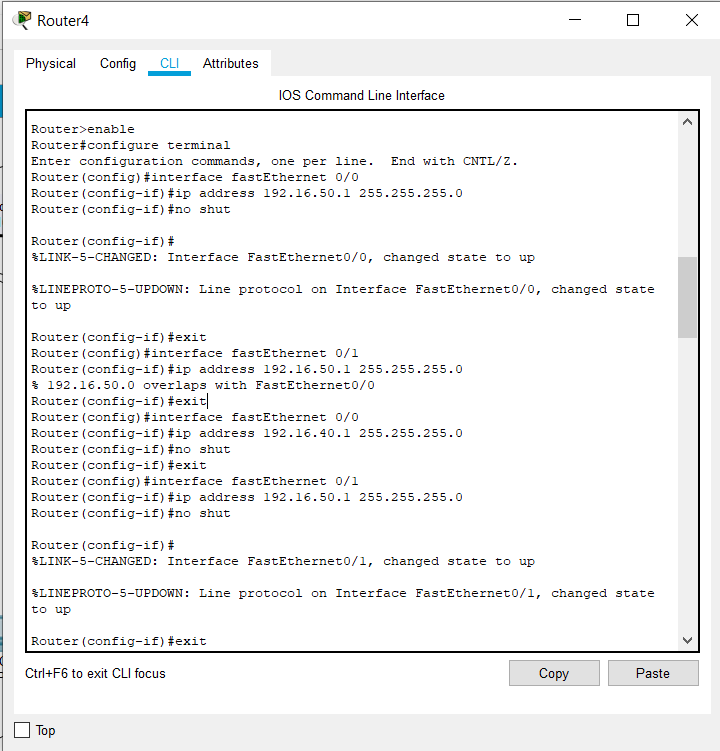 Router4
Physical Config CLI Attributes
IOS Command Line Interface
Router>enable
Router#configure terminal
Enter configuration commands, one per line.  End with CNTL/Z.
Router(config)#interface fastEthernet 0/0
Router(config-if)#ip address 192.16.50.1 255.255.255.0
Router(config-if)#no shut
Router(config-if)#
%LINK-5-CHANGED: Interface FastEthernet0/0, changed state to up
%LINEPROTO-5-UPDOWN: Line protocol on Interface FastEthernet0/0, changed state
to up
Router(config-if)#exit
Router(config)#interface fastEthernet 0/1
Router(config-if)#ip address 192.16.50.1 255.255.255.0
% 192.16.50.0 overlaps with FastEthernet0/0
Router(config-if)#exit
Router(config)#interface fastEthernet 0/0
Router(config-if)#ip address 192.16.40.1 255.255.255.0
Router(config-if)#no shut
Router(config-if)#exit
Router(config)#interface fastEthernet 0/1
Router(config-if)#ip address 192.16.50.1 255.255.255.0
Router(config-if)#no shut
Router(config-if)#
%LINK-5-CHANGED: Interface FastEthernet0/1, changed state to up
%LINEPROTO-5-UPDOWN: Line protocol on Interface FastEthernet0/1, changed state
to up
Router(config-if)#exit
Ctrl+F6 to exit CLI focus
Copy Paste
Top